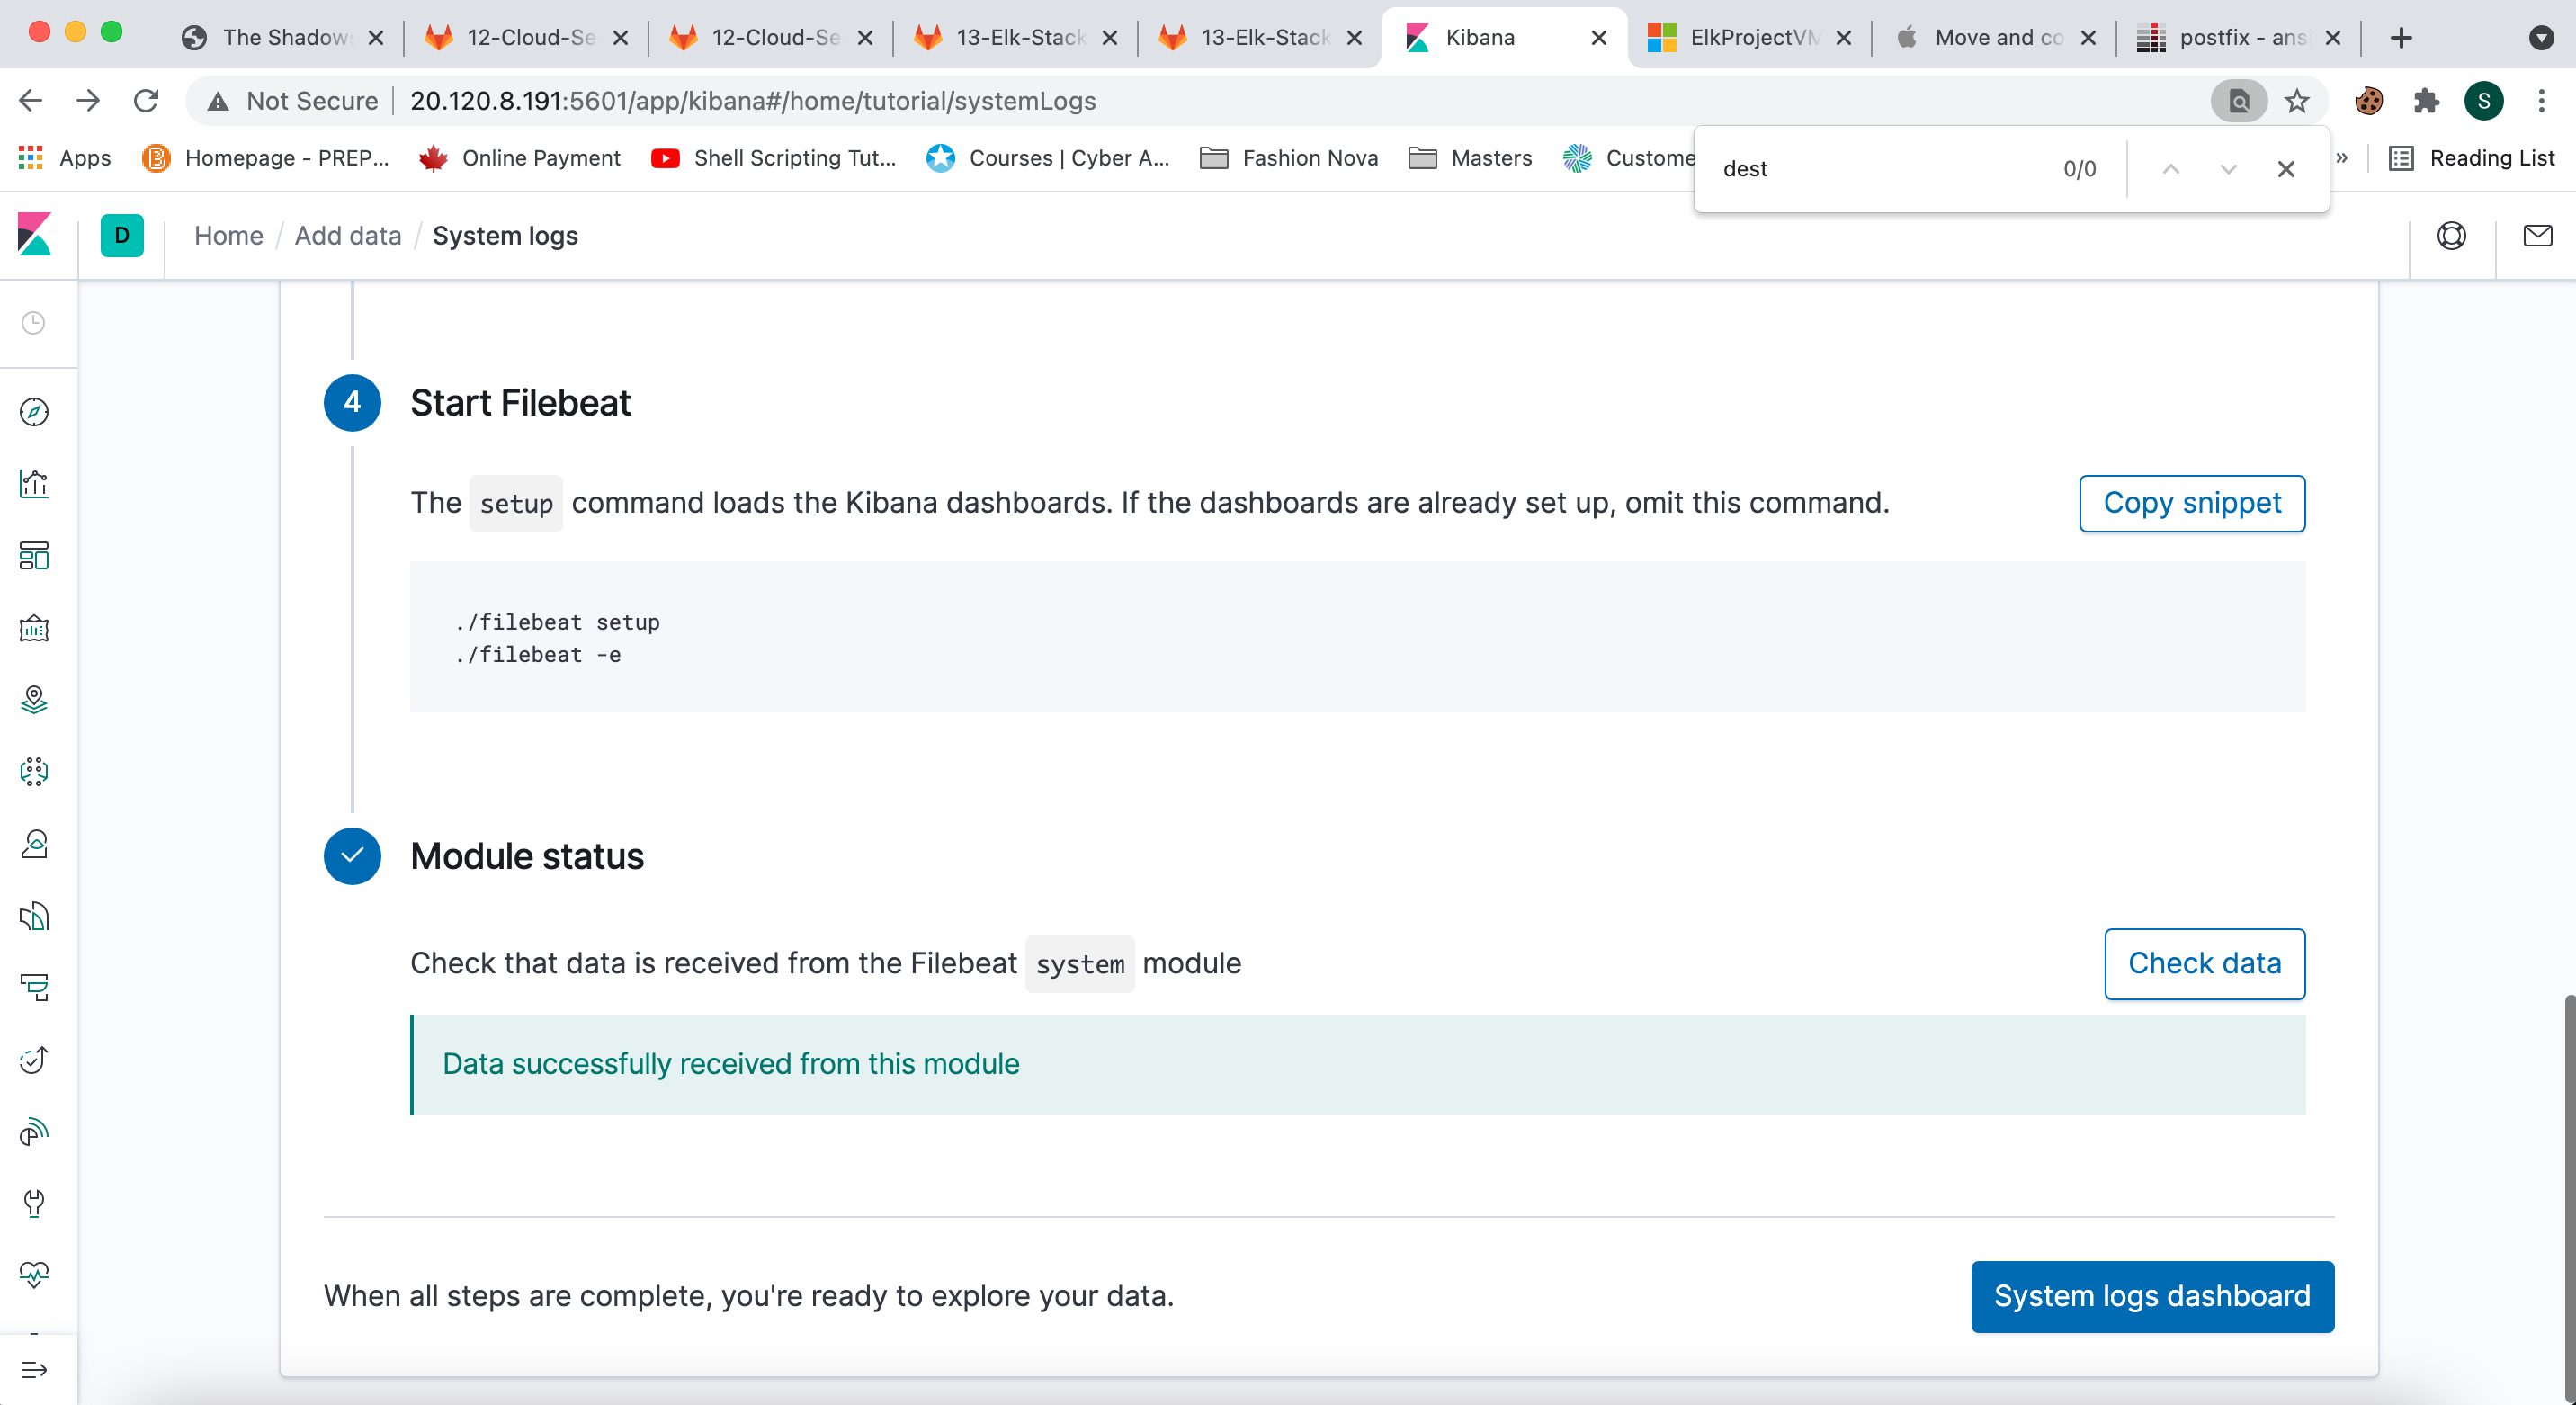 The Shadow
12-Cloud-Se
12-Cloud-Se
13-Elk-Stack
13-Elk-Stack
Kibana
ElkProjectVM
Move and co
postfix - ans
Not Secure
20.120.8.191:5601/app/kibana#/home/tutorial/systemLogs
S
Apps
Homepage - PREP...
Online Payment
Shell Scripting Tut...
Courses | Cyber A...
Fashion Nova
Masters
Custome
»
Reading List
dest
0/0
D
Home / Add data / System logs
4
Start Filebeat
The setup command loads the Kibana dashboards. If the dashboards are already set up, omit this command.
Copy snippet
./filebeat setup
./filebeat -e
Module status
Check that data is received from the Filebeat system module
Check data
Data successfully received from this module
When all steps are complete, you're ready to explore your data.
System logs dashboard